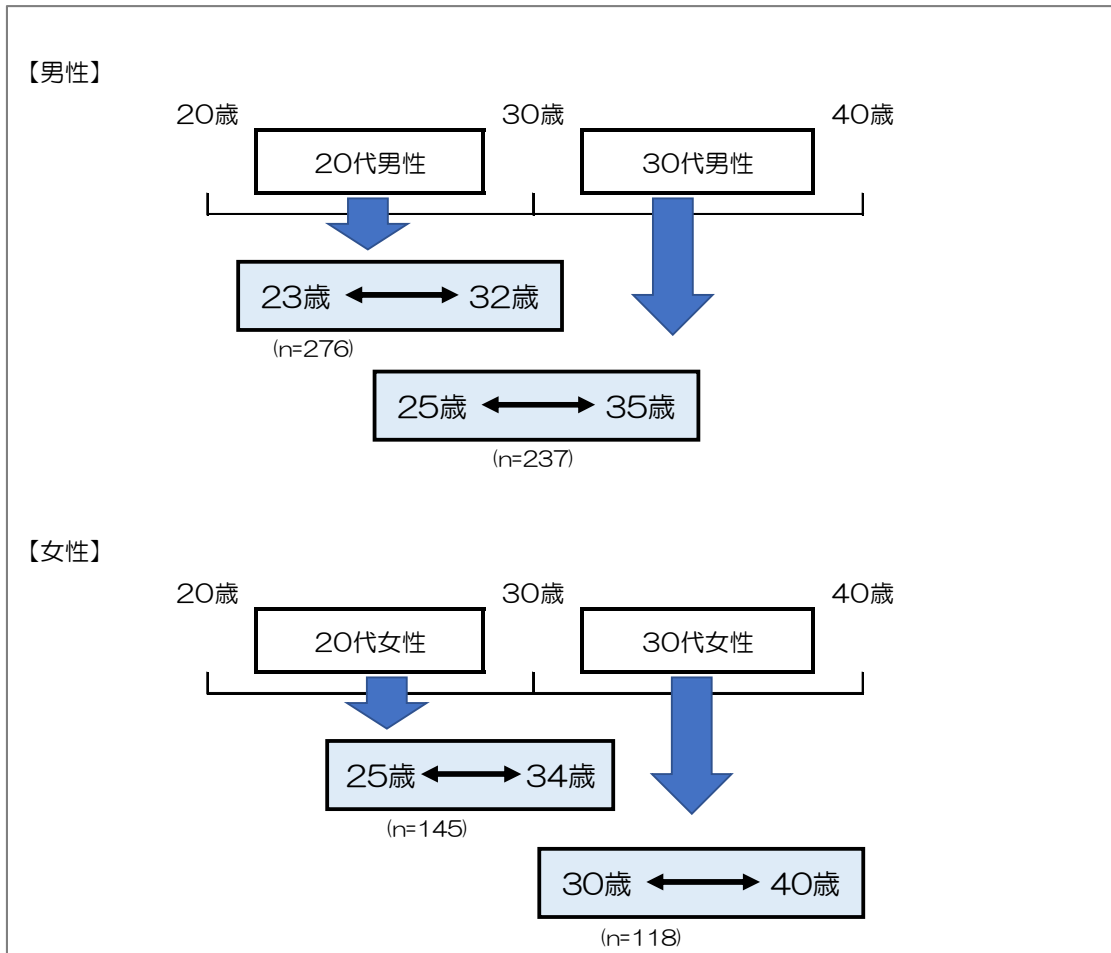 【男性】
20歳 30歳 40歳
20代男性 30代男性
23歳 32歳
(n=276)
25歳 35歳
(n=237)
【女性】
20歳 30歳 40歳
20代女性 30代女性
25歳 34歳
(n=145)
30歳 40歳
(n=118)